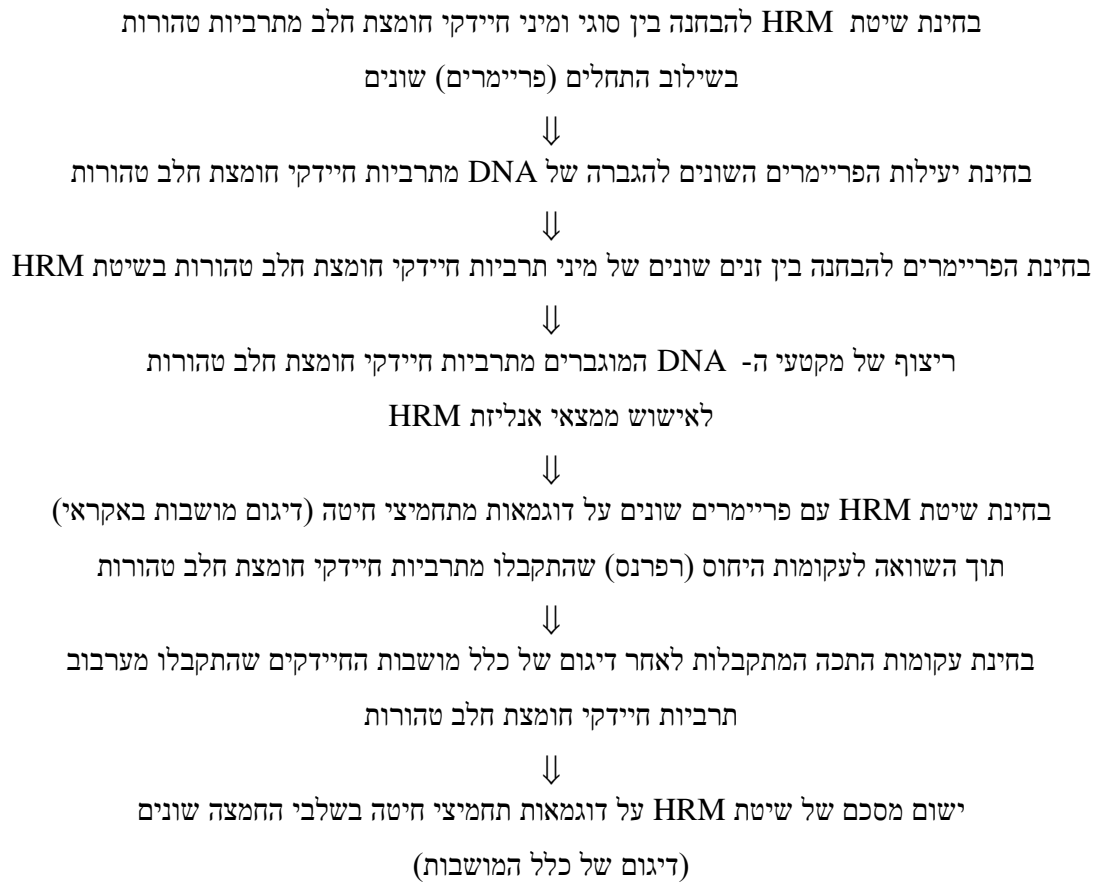 בחינת שיטת HRM להבחנה בין סוגי ומיני חיידקי חומצת חלב מתרביות טהורות
בשילוב התחלים (פריימרים) שונים
⇓
בחינת יעילות הפריימרים השונים להגברה של DNA מתרביות חיידקי חומצת חלב טהורות
⇓
בחינת הפריימרים להבחנה בין זנים שונים של מיני תרביות חיידקי חומצת חלב טהורות בשיטת HRM
⇓
ריצוף של מקטעי ה- DNA המוגברים מתרביות חיידקי חומצת חלב טהורות
לאישוש ממצאי אנליזת HRM
⇓
בחינת שיטת HRM עם פריימרים שונים על דוגמאות מתחמיצי חיטה (דיגום מושבות באקראי)
תוך השוואה לעקומות היחוס (רפרנס) שהתקבלו מתרביות חיידקי חומצת חלב טהורות
⇓
בחינת עקומות התכה המתקבלות לאחר דיגום של כלל מושבות החיידקים שהתקבלו מערבוב
תרביות חיידקי חומצת חלב טהורות
⇓
ישום מסכם של שיטת HRM על דוגמאות תחמיצי חיטה בשלבי החמצה שונים
(דיגום של כלל המושבות)